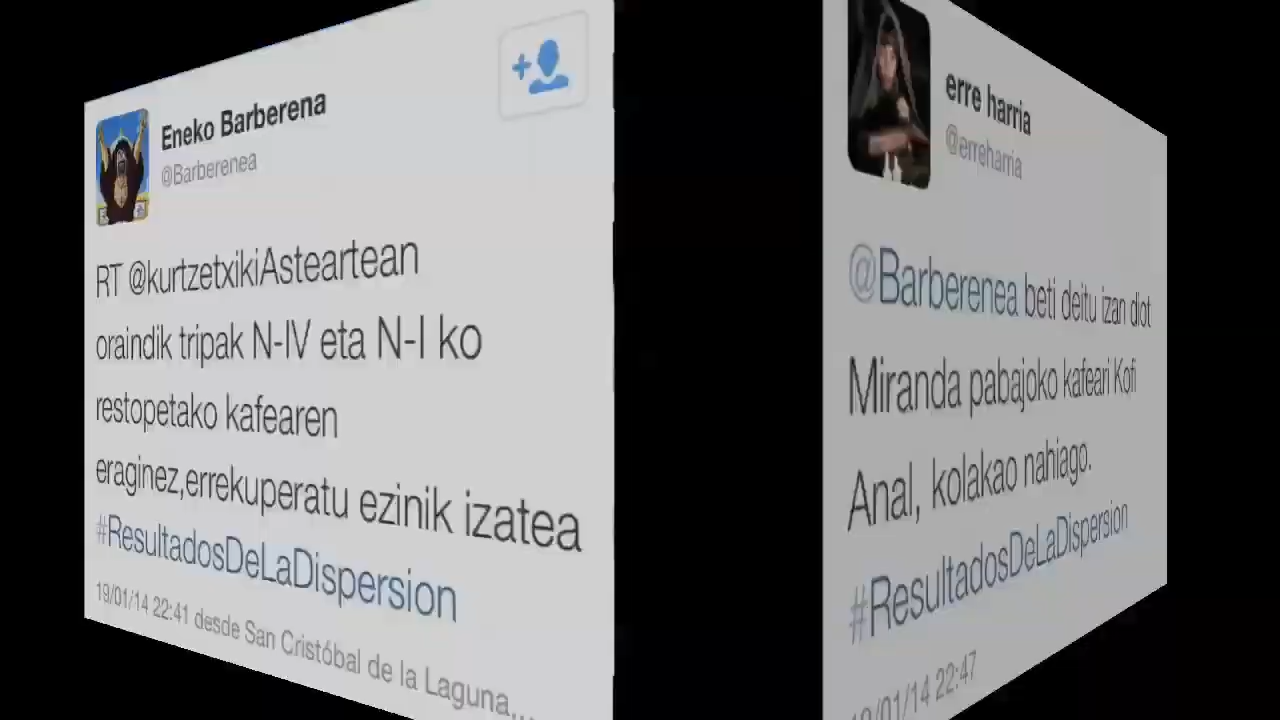 Eneko Barberena
@Barberenea
RT @kurtzetxikiAsteartean
oraindik tripak N-IV eta N-I ko
restopetako kafearen
eraginez,errekuperatu ezinik izatea
#ResultadosDeLaDispersion
19/01/14 22:41 desde San Cristóbal de la Laguna...
erre harria
@erreharria
@Barberenea beti deitu izan diot
Miranda pabajoko kafeari Kofi
Anal, kolakao nahiago.
#ResultadosDeLaDispersion
19/01/14 22:47